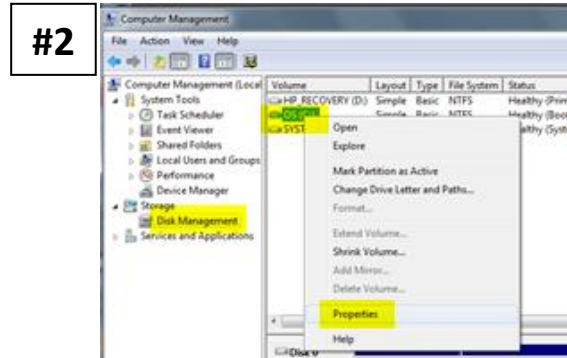 #2
Computer Management
File Action View Help
Computer Management (Local
System Tools
Task Scheduler
Event Viewer
Shared Folders
Local Users and Groups
Performance
Device Manager
Storage
Disk Management
Services and Applications
Volume Layout Type File System Status
HP_RECOVERY (D:) Simple Basic NTFS Healthy (Prim
OS (C:) Simple Basic NTFS Healthy (Boot
SYST althy (Syst
Open
Explore
Mark Partition as Active
Change Drive Letter and Paths...
Format...
Extend Volume...
Shrink Volume...
Add Mirror...
Delete Volume...
Properties
Help
Disk 0